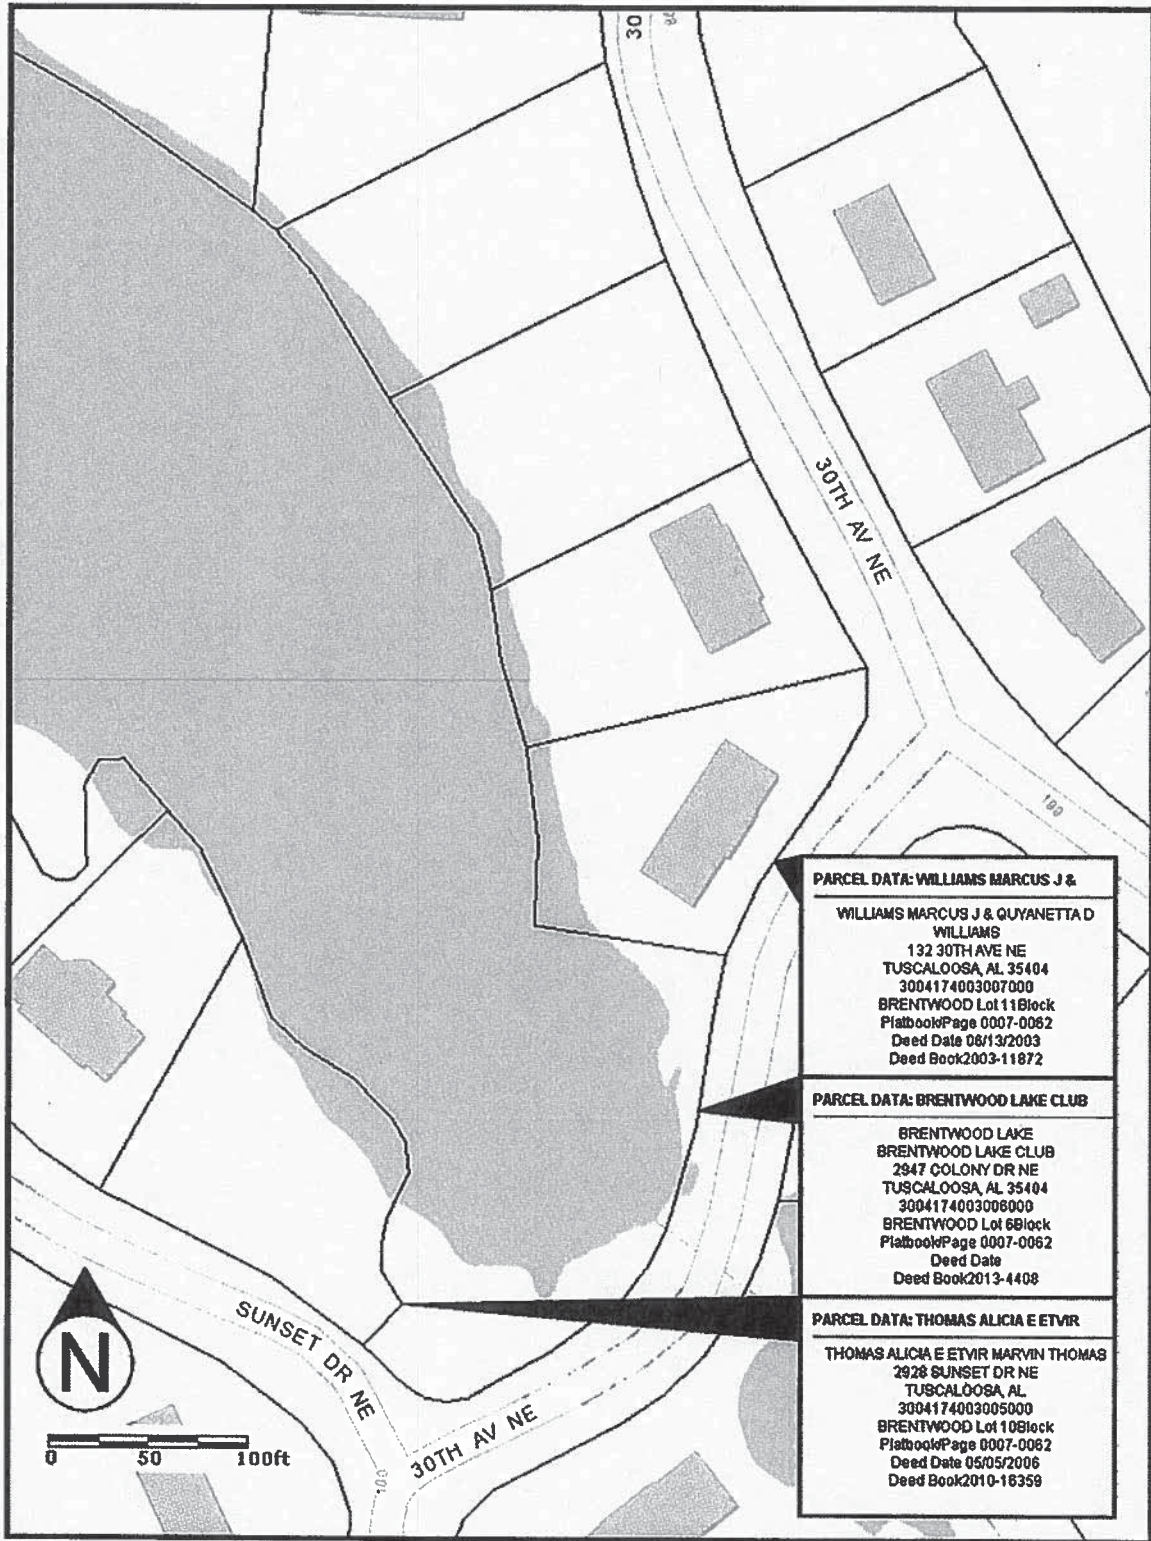 30
30TH AV NE
190
PARCEL DATA: WILLIAMS MARCUS J &
WILLIAMS MARCUS J & QUYANETTA D
WILLIAMS
132 30TH AVE NE
TUSCALOOSA, AL 35404
3004174003007000
BRENTWOOD Lot 11Block
Platbook/Page 0007-0062
Deed Date 06/13/2003
Deed Book2003-11872
PARCEL DATA: BRENTWOOD LAKE CLUB
BRENTWOOD LAKE
BRENTWOOD LAKE CLUB
2947 COLONY DR NE
TUSCALOOSA, AL 35404
3004174003006000
BRENTWOOD Lot 6Block
Platbook/Page 0007-0062
Deed Date
Deed Book2013-4408
PARCEL DATA: THOMAS ALICIA E ETVIR
THOMAS ALICIA E ETVIR MARVIN THOMAS
2928 SUNSET DR NE
TUSCALOOSA, AL
3004174003005000
BRENTWOOD Lot 10Block
Platbook/Page 0007-0062
Deed Date 05/05/2006
Deed Book2010-16359
SUNSET DR NE
30TH AV NE
N
0 50 100ft